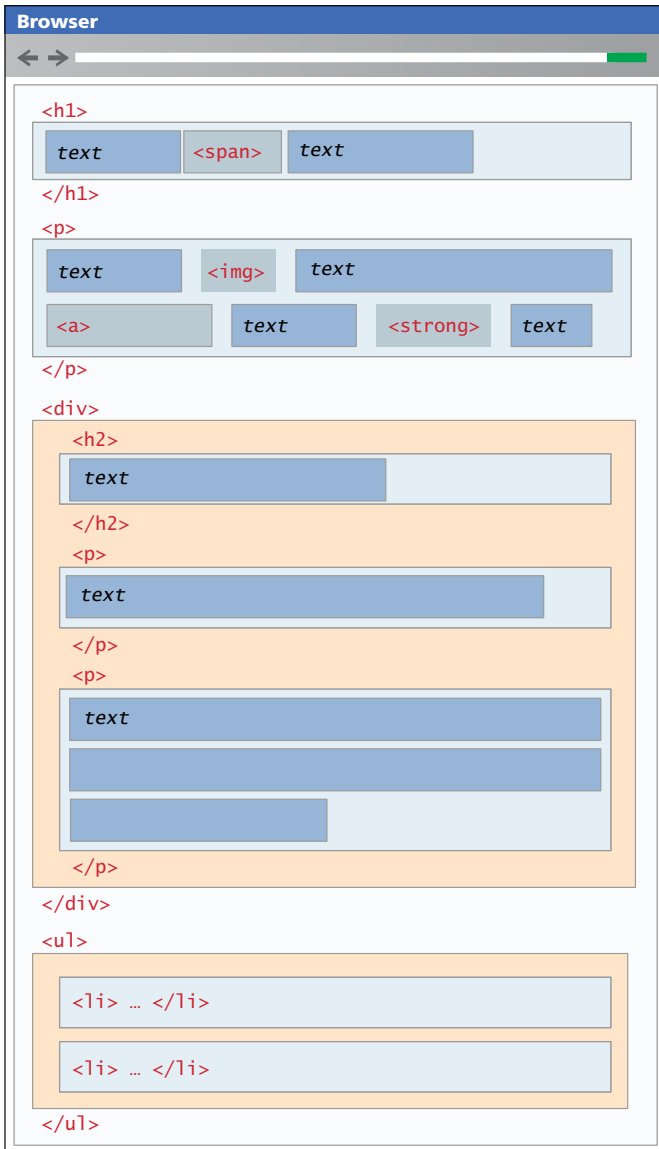 Browser
<h1>
text <span> text
</h1>
<p>
text <img> text
<a> text <strong> text
</p>
<div>
<h2>
text
</h2>
<p>
text
</p>
<p>
text
</p>
</div>
<ul>
<li> … </li>
<li> … </li>
</ul>